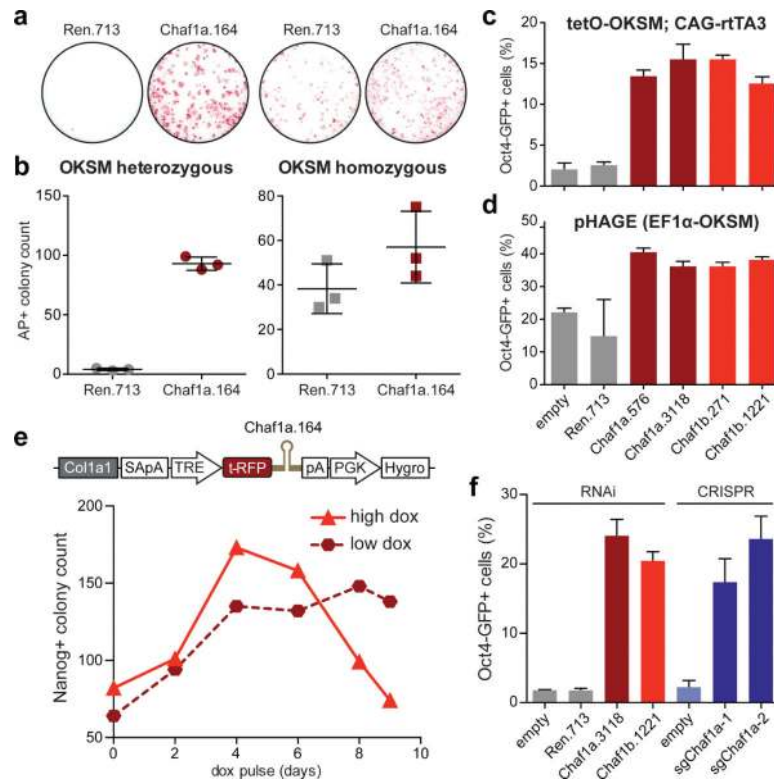 a
Ren.713 Chaf1a.164 Ren.713 Chaf1a.164
b
OKSM heterozygous OKSM homozygous
AP+ colony count
150
100
50
0
Ren.713 Chaf1a.164
80
60
40
20
0
Ren.713 Chaf1a.164
c
tetO-OKSM; CAG-rtTA3
Oct4-GFP+ cells (%)
20
15
10
5
0
d
pHAGE (EF1α-OKSM)
Oct4-GFP+ cells (%)
50
40
30
20
10
0
empty
Ren.713
Chaf1a.576
Chaf1a.3118
Chaf1b.271
Chaf1b.1221
e
Chaf1a.164
Col1a1 SApA TRE t-RFP pA PGK Hygro
high dox
low dox
Nanog+ colony count
200
150
100
50
0 2 4 6 8 10
dox pulse (days)
f
RNAi CRISPR
Oct4-GFP+ cells (%)
30
20
10
0
empty
Ren.713
Chaf1a.3118
Chaf1b.1221
empty
sgChaf1a-1
sgChaf1a-2